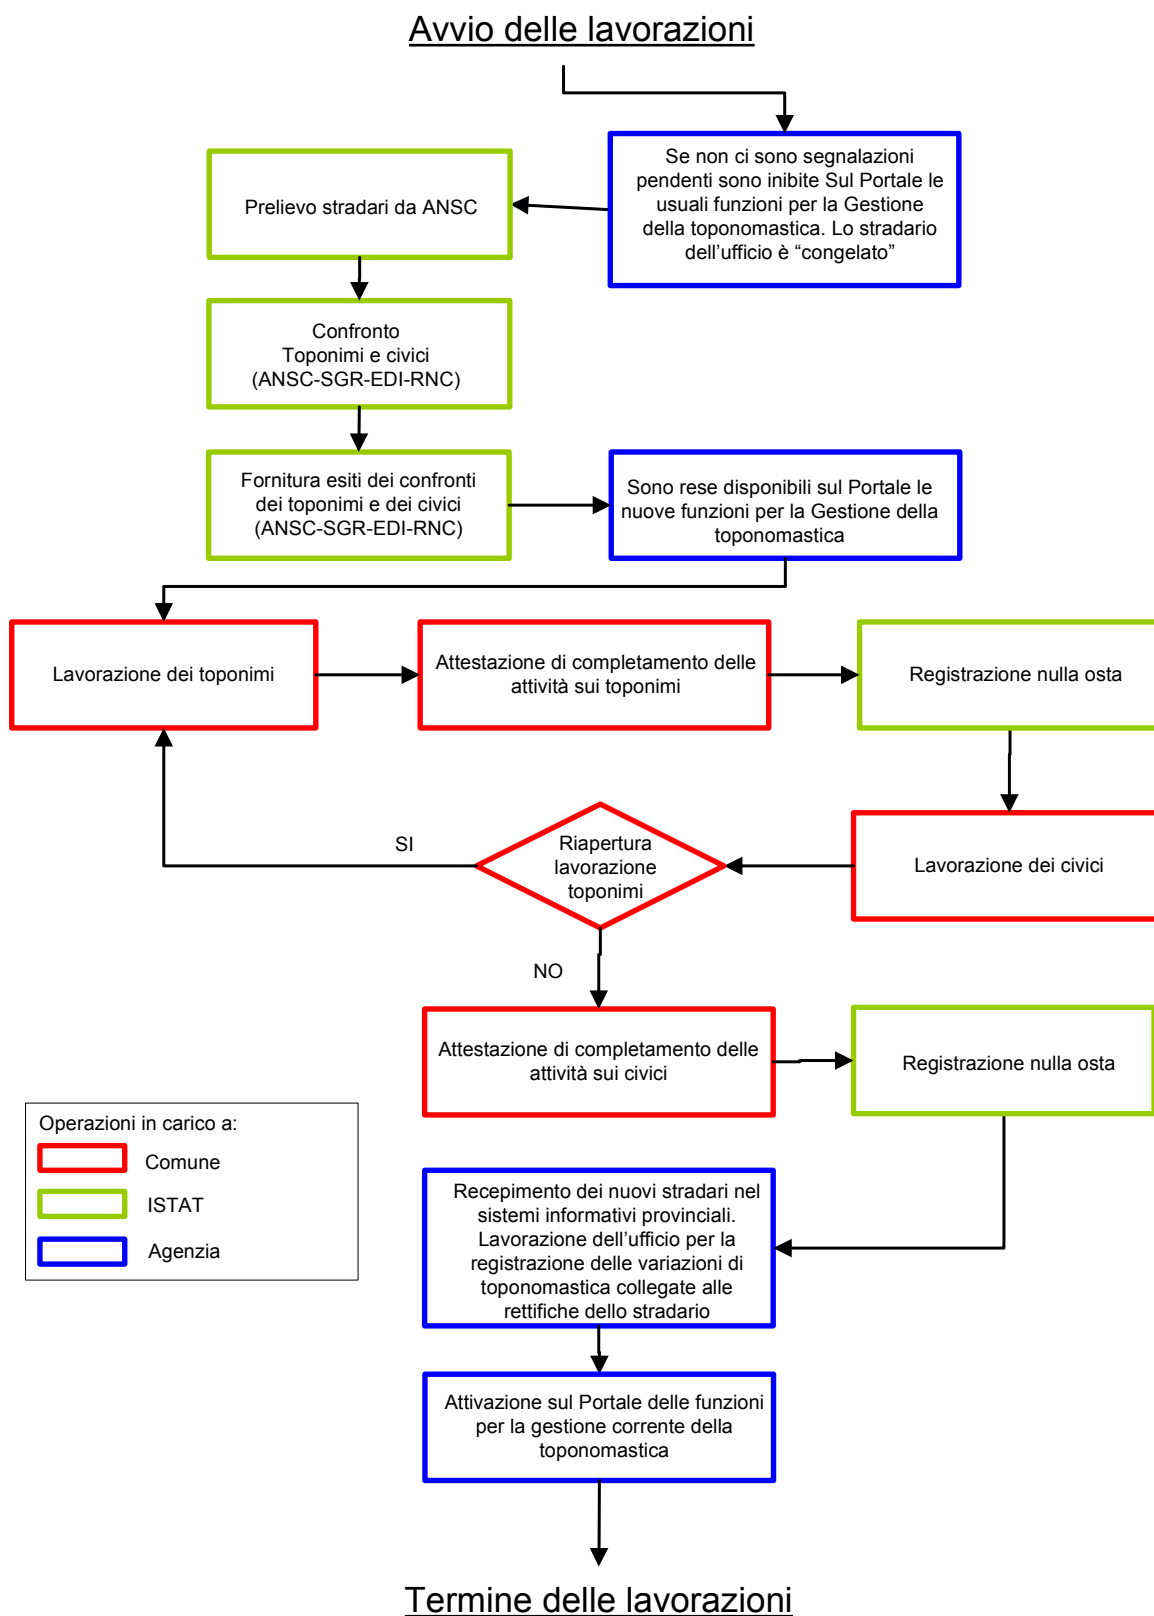 Avvio delle lavorazioni
Se non ci sono segnalazioni
pendenti sono inibite Sul Portale le
usuali funzioni per la Gestione
della toponomastica. Lo stradario
dell'ufficio è “congelato”
Prelievo stradari da ANSC
Confronto
Toponimi e civici
(ANSC-SGR-EDI-RNC)
Fornitura esiti dei confronti
dei toponimi e dei civici
(ANSC-SGR-EDI-RNC)
Sono rese disponibili sul Portale le
nuove funzioni per la Gestione della
toponomastica
Lavorazione dei toponimi
Attestazione di completamento delle
attività sui toponimi
Registrazione nulla osta
Lavorazione dei civici
Riapertura
lavorazione
toponimi
SI
NO
Attestazione di completamento delle
attività sui civici
Registrazione nulla osta
Operazioni in carico a:
Comune
ISTAT
Agenzia
Recepimento dei nuovi stradari nel
sistemi informativi provinciali.
Lavorazione dell'ufficio per la
registrazione delle variazioni di
toponomastica collegate alle
rettifiche dello stradario
Attivazione sul Portale delle funzioni
per la gestione corrente della
toponomastica
Termine delle lavorazioni